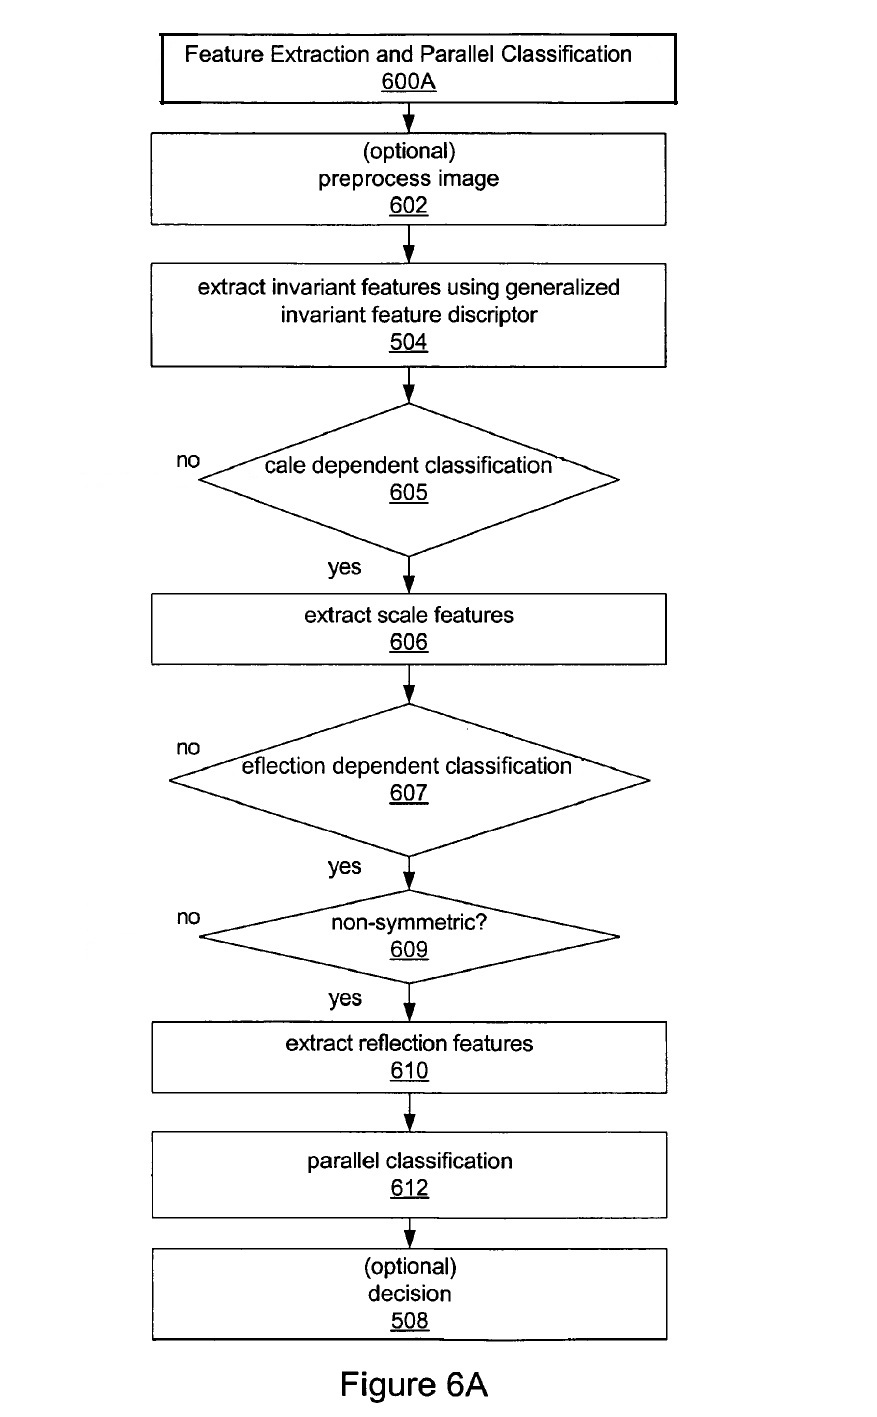 Feature Extraction and Parallel Classification
600A
(optional)
preprocess image
602
extract invariant features using generalized
invariant feature discriptor
504
no
cale dependent classification
605
yes
extract scale features
606
no
eflection dependent classification
607
yes
no
non-symmetric?
609
yes
extract reflection features
610
parallel classification
612
(optional)
decision
508
Figure 6A